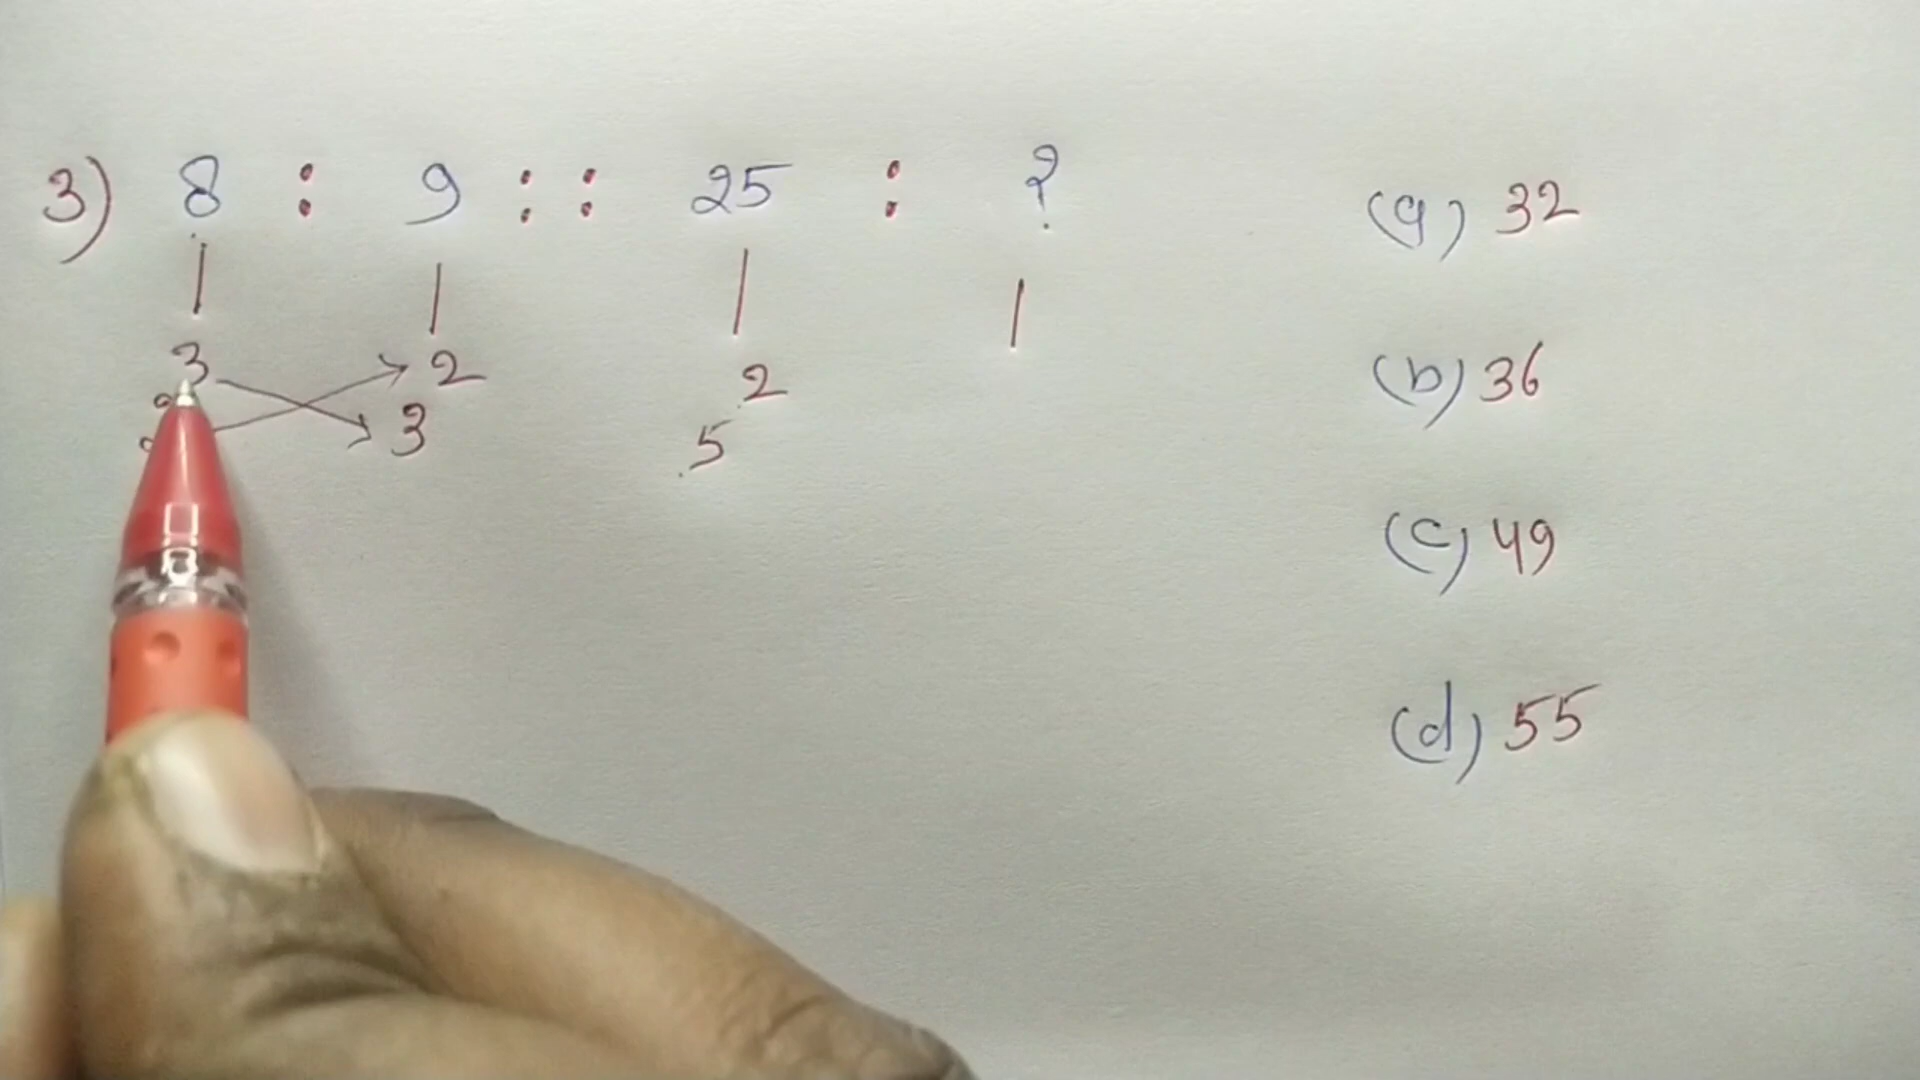 3) 8 : 9 :: 25 : ?
(a) 32
3 2 2
3 5
(b) 36
(c) 49
(d) 55